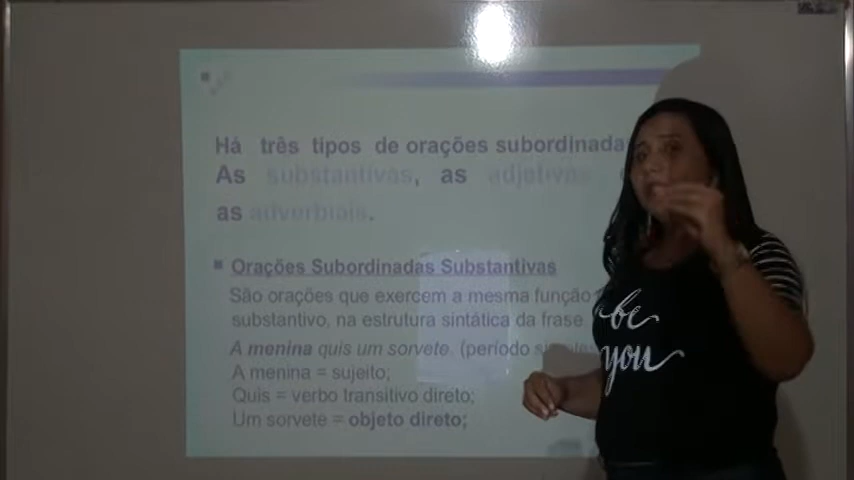 Há três tipos de orações subordinadas
As substantivas, as adjetivas
as adverbiais.
Orações Subordinadas Substantivas
São orações que exercem a mesma função
substantivo, na estrutura sintática da frase
A menina quis um sorvete. (período simples
A menina = sujeito;
Quis = verbo transitivo direto;
Um sorvete = objeto direto;
be
you